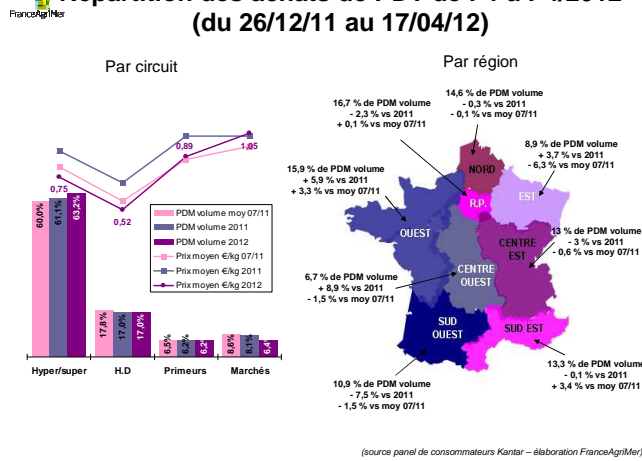 FranceAgriMer
Répartition des achats de PDT de P1 à P4/2012
(du 26/12/11 au 17/04/12)
Par circuit
Par région
0,75
0,52
0,89
1,05
PDM volume moy 07/11
PDM volume 2011
PDM volume 2012
Prix moyen €/kg 07/11
Prix moyen €/kg 2011
Prix moyen €/kg 2012
60,0%
61,1%
63,2%
17,8%
17,0%
17,0%
6,5%
6,2%
6,2%
8,6%
8,1%
6,4%
Hyper/super
H.D
Primeurs
Marchés
14,6 % de PDM volume
- 0,3 % vs 2011
- 0,1 % vs moy 07/11
16,7 % de PDM volume
- 2,3 % vs 2011
+ 0,1 % vs moy 07/11
8,9 % de PDM volume
+ 3,7 % vs 2011
- 6,3 % vs moy 07/11
15,9 % de PDM volume
+ 5,9 % vs 2011
+ 3,3 % vs moy 07/11
13 % de PDM volume
- 3 % vs 2011
- 0,6 % vs moy 07/11
6,7 % de PDM volume
+ 8,9 % vs 2011
- 1,5 % vs moy 07/11
13,3 % de PDM volume
- 0,1 % vs 2011
+ 3,4 % vs moy 07/11
10,9 % de PDM volume
- 7,5 % vs 2011
- 1,5 % vs moy 07/11
NORD
R.P.
EST
OUEST
CENTRE
EST
CENTRE
OUEST
SUD
OUEST
SUD EST
(source panel de consommateurs Kantar – élaboration FranceAgriMer)